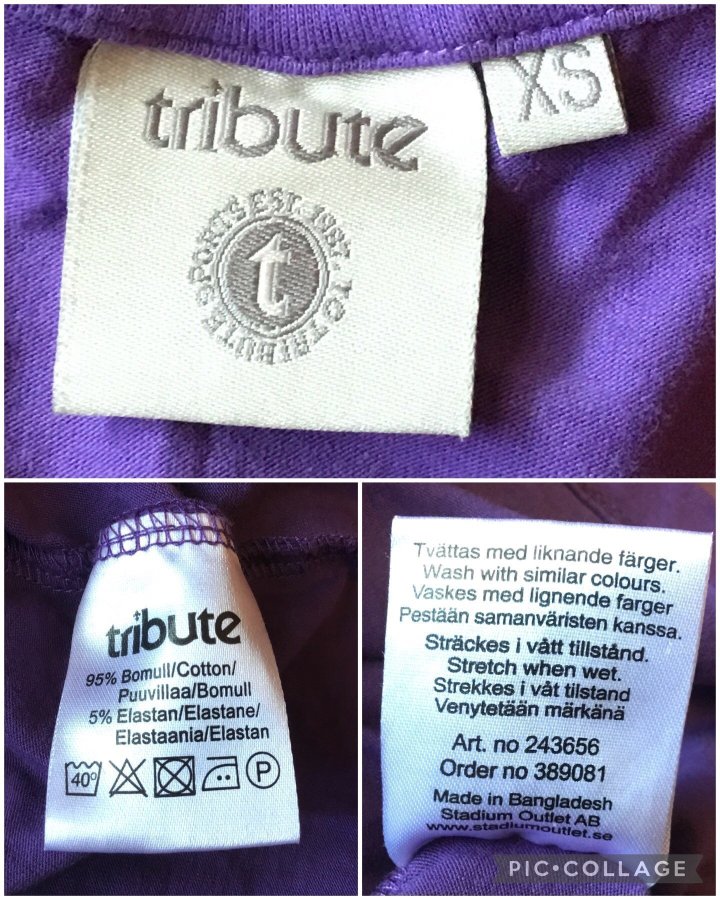 tribute
XS
SPORTS EST. 1987. TO TRIBUTE
t
tribute
95% Bomull/Cotton/
Puuvillaa/Bomull
5% Elastan/Elastane/
Elastaania/Elastan
40°
P
Tvättas med liknande färger.
Wash with similar colours.
Vaskes med lignende farger
Pestään samanväristen kanssa.
Sträckes i vått tillstånd.
Stretch when wet.
Strekkes i våt tilstand
Venytetään märkänä
Art. no 243656
Order no 389081
Made in Bangladesh
Stadium Outlet AB
www.stadiumoutlet.se
PIC•COLLAGE